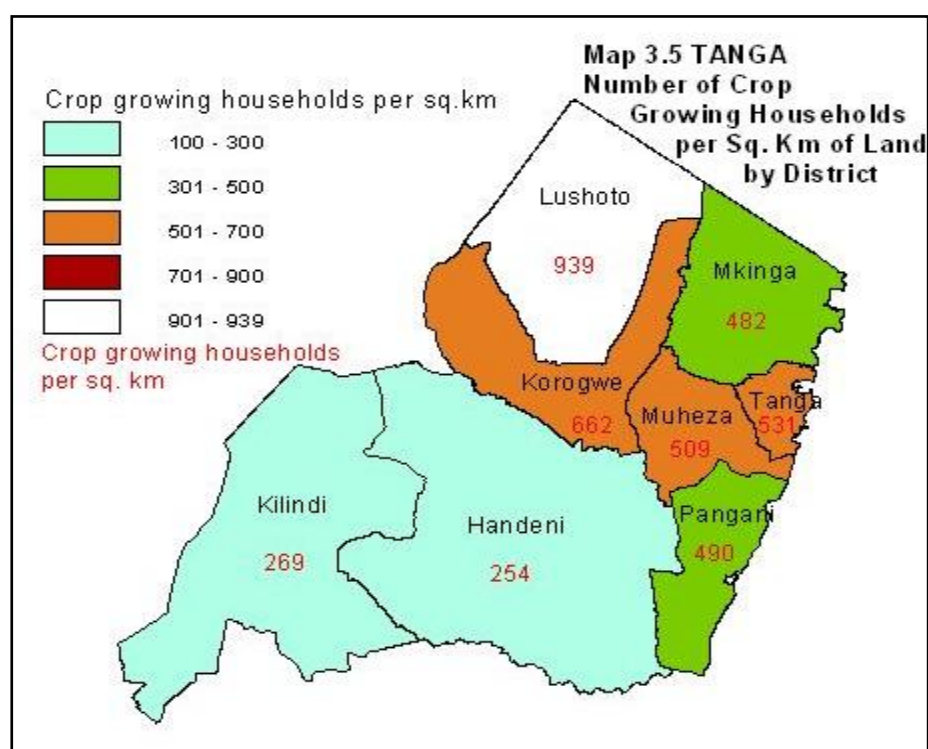 Map 3.5 TANGA
Number of Crop
Growing Households
per Sq. Km of Land
by District
Crop growing households per sq.km
100 - 300
301 - 500
501 - 700
701 - 900
901 - 939
Crop growing households
per sq. km
Lushoto
939
Mkinga
482
Korogwe
662
Muheza
509
Tanga
531
Kilindi
269
Handeni
254
Pangani
490